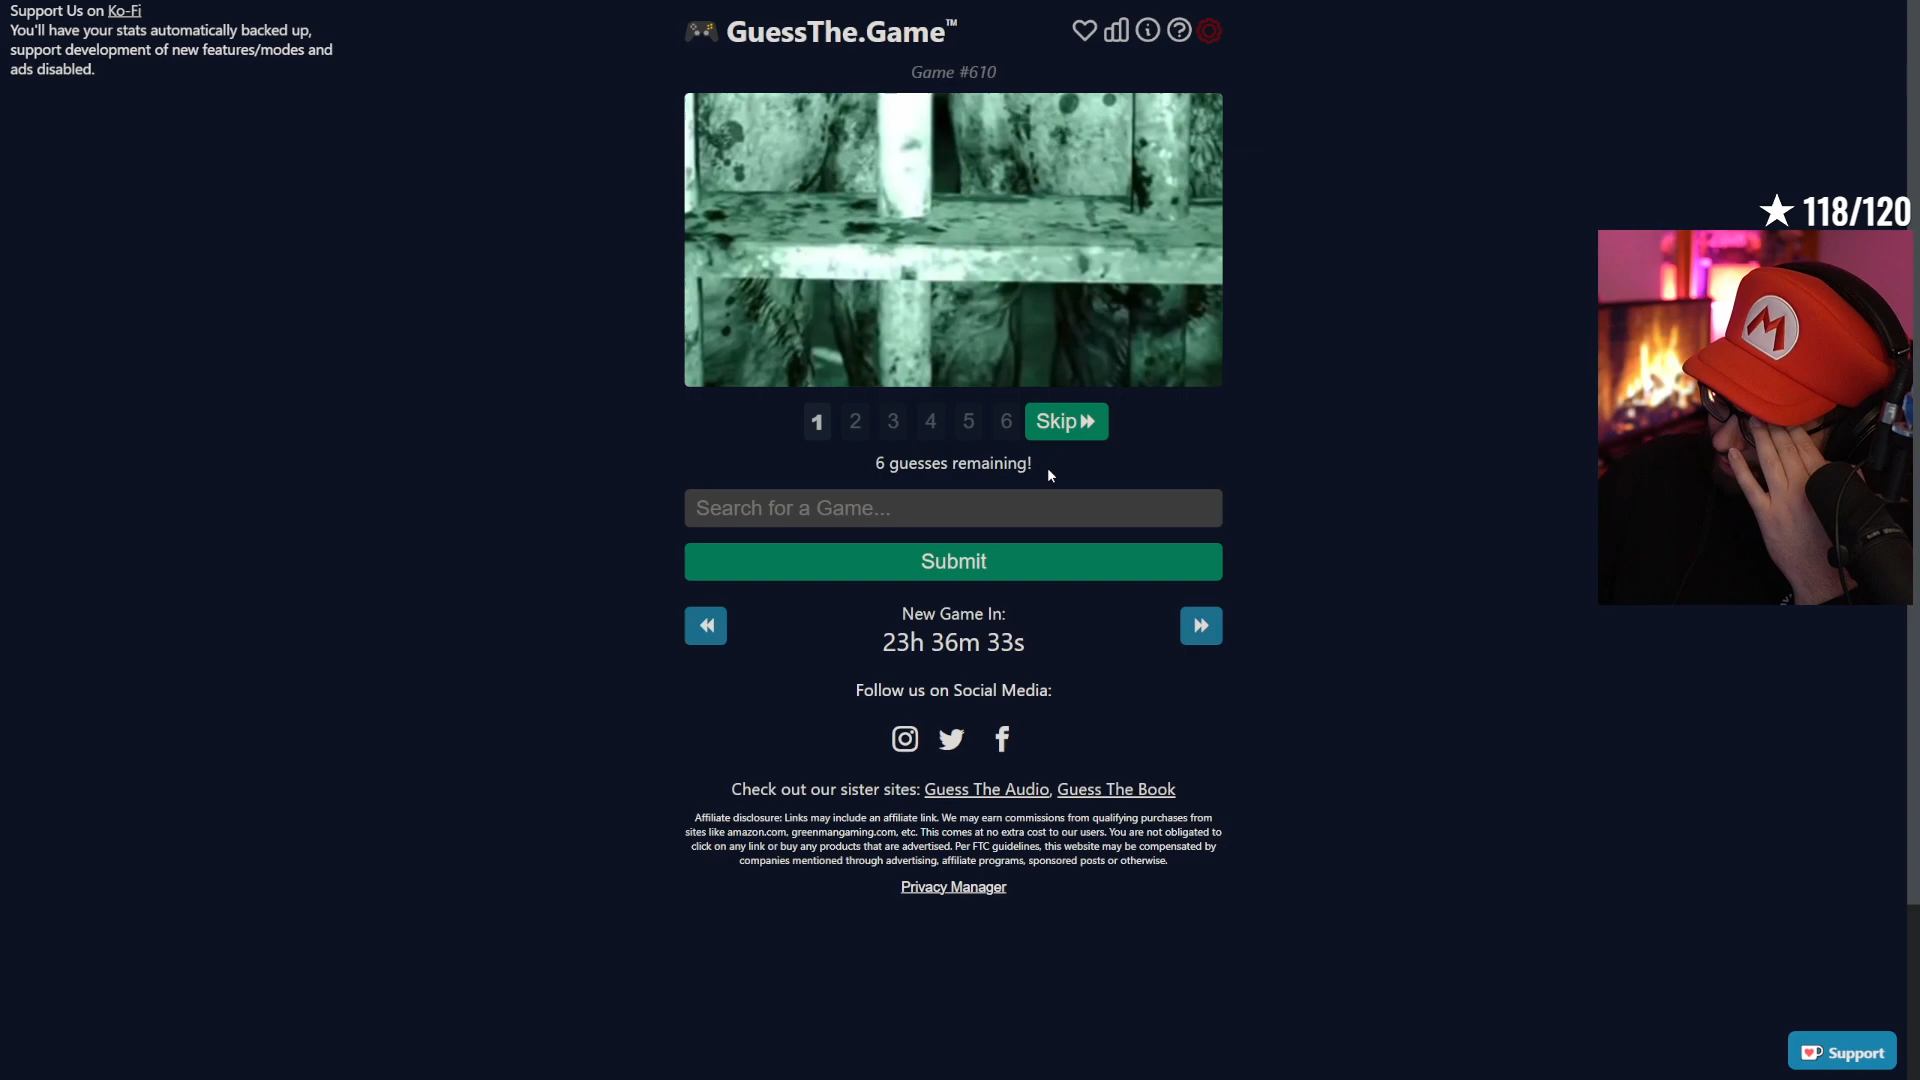 Support Us on Ko-Fi
You'll have your stats automatically backed up,
support development of new features/modes and
ads disabled.
GuessThe.Game™
Game #610
1 2 3 4 5 6 Skip
6 guesses remaining!
Search for a Game...
Submit
New Game In:
23h 36m 33s
Follow us on Social Media:
Check out our sister sites: Guess The Audio, Guess The Book
Affiliate disclosure: Links may include an affiliate link. We may earn commissions from qualifying purchases from
sites like amazon.com, greenmangaming.com, etc. This comes at no extra cost to our users. You are not obligated to
click on any link or buy any products that are advertised. Per FTC guidelines, this website may be compensated by
companies mentioned through advertising, affiliate programs, sponsored posts or otherwise.
Privacy Manager
★ 118/120
M
Support